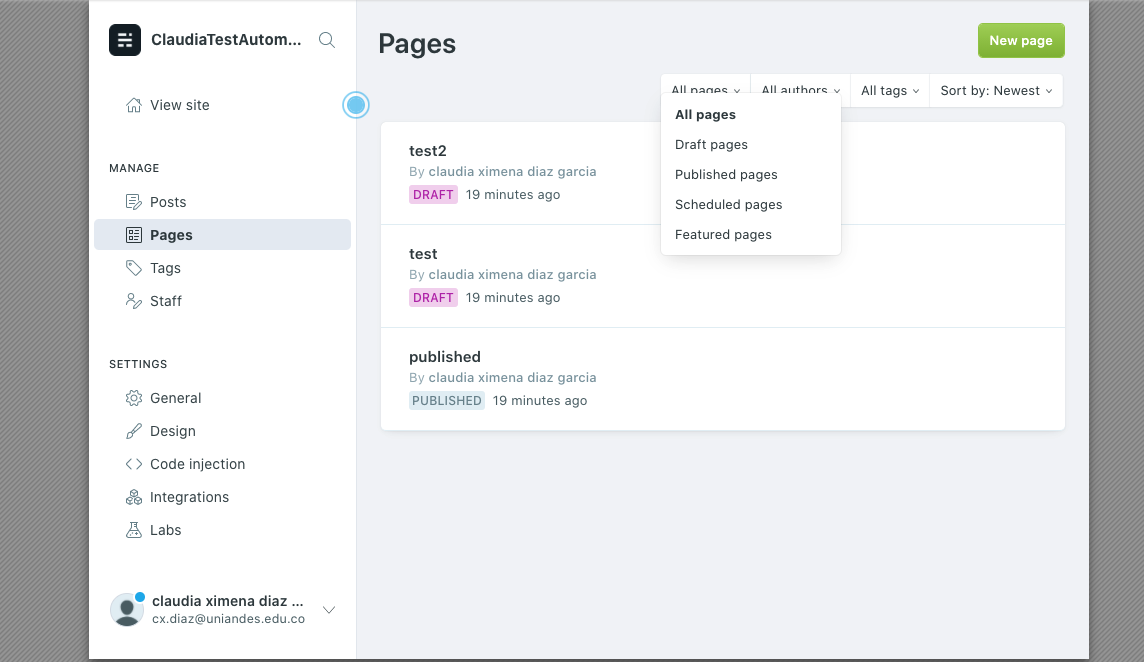 ClaudiaTestAutom...
View site
MANAGE
Posts
Pages
Tags
Staff
SETTINGS
General
Design
Code injection
Integrations
Labs
claudia ximena diaz ...
cx.diaz@uniandes.edu.co
Pages
New page
All pages
All authors
All tags
Sort by: Newest
All pages
Draft pages
Published pages
Scheduled pages
Featured pages
test2
By claudia ximena diaz garcia
DRAFT 19 minutes ago
test
By claudia ximena diaz garcia
DRAFT 19 minutes ago
published
By claudia ximena diaz garcia
PUBLISHED 19 minutes ago